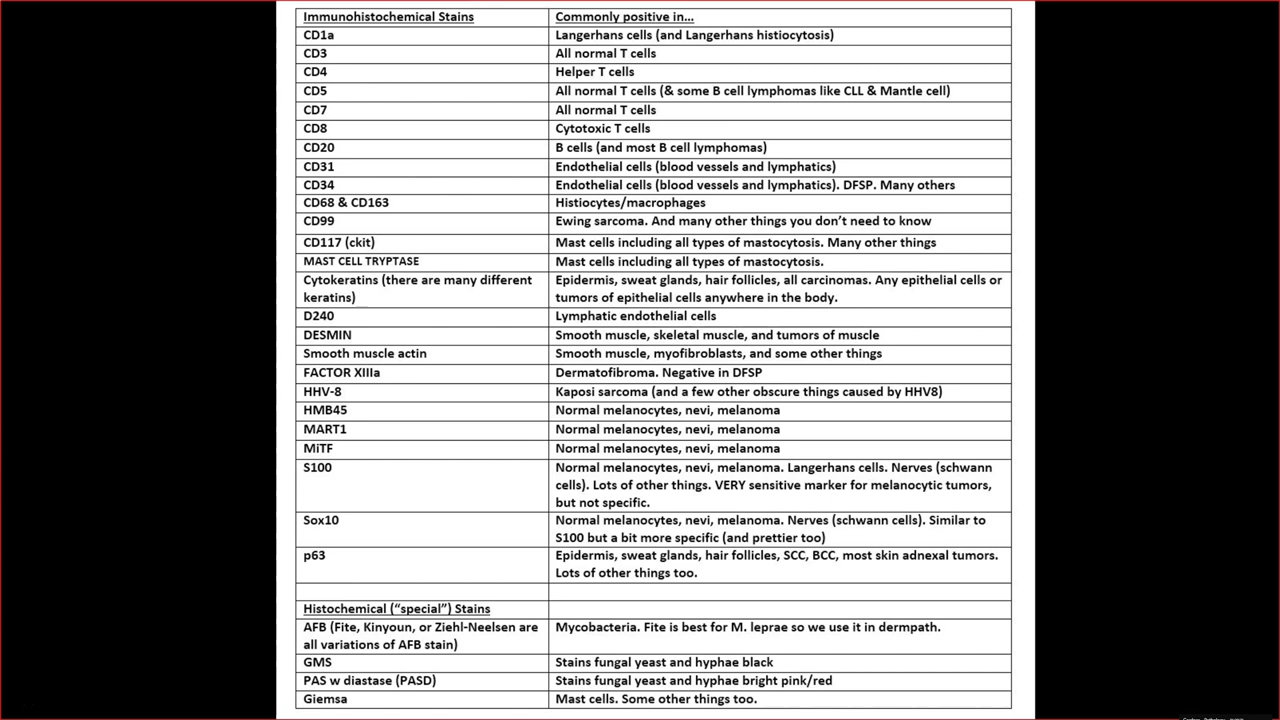 Immunohistochemical Stains Commonly positive in...
CD1a Langerhans cells (and Langerhans histiocytosis)
CD3 All normal T cells
CD4 Helper T cells
CD5 All normal T cells (& some B cell lymphomas like CLL & Mantle cell)
CD7 All normal T cells
CD8 Cytotoxic T cells
CD20 B cells (and most B cell lymphomas)
CD31 Endothelial cells (blood vessels and lymphatics)
CD34 Endothelial cells (blood vessels and lymphatics). DFSP. Many others
CD68 & CD163 Histiocytes/macrophages
CD99 Ewing sarcoma. And many other things you don't need to know
CD117 (ckit) Mast cells including all types of mastocytosis. Many other things
MAST CELL TRYPTASE Mast cells including all types of mastocytosis.
Cytokeratins (there are many different
keratins)
Epidermis, sweat glands, hair follicles, all carcinomas. Any epithelial cells or
tumors of epithelial cells anywhere in the body.
D240 Lymphatic endothelial cells
DESMIN Smooth muscle, skeletal muscle, and tumors of muscle
Smooth muscle actin Smooth muscle, myofibroblasts, and some other things
FACTOR XIIIa Dermatofibroma. Negative in DFSP
HHV-8 Kaposi sarcoma (and a few other obscure things caused by HHV8)
HMB45 Normal melanocytes, nevi, melanoma
MART1 Normal melanocytes, nevi, melanoma
MiTF Normal melanocytes, nevi, melanoma
S100 Normal melanocytes, nevi, melanoma. Langerhans cells. Nerves (schwann
cells). Lots of other things. VERY sensitive marker for melanocytic tumors,
but not specific.
Sox10 Normal melanocytes, nevi, melanoma. Nerves (schwann cells). Similar to
S100 but a bit more specific (and prettier too)
p63 Epidermis, sweat glands, hair follicles, SCC, BCC, most skin adnexal tumors.
Lots of other things too.
Histochemical ("special") Stains
AFB (Fite, Kinyoun, or Ziehl-Neelsen are
all variations of AFB stain)
Mycobacteria. Fite is best for M. leprae so we use it in dermpath.
GMS Stains fungal yeast and hyphae black
PAS w diastase (PASD) Stains fungal yeast and hyphae bright pink/red
Giemsa Mast cells. Some other things too.